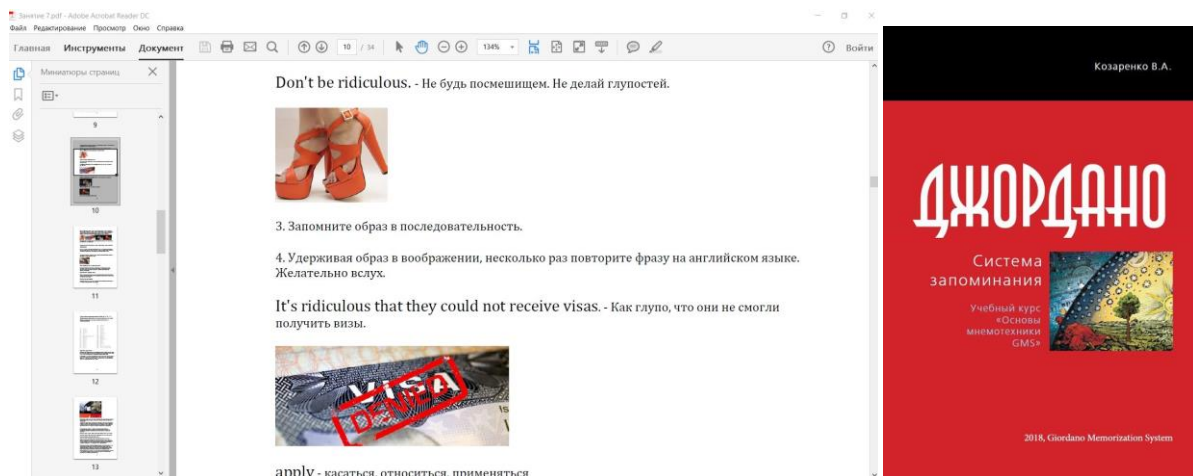 Занятие 7.pdf - Adobe Acrobat Reader DC
Файл Редактирование Просмотр Окно Справка
Главная Инструменты Документ
10 / 34
134%
Войти
Миниатюры страниц
9
10
11
12
13
Don't be ridiculous. - Не будь посмешищем. Не делай глупостей.
3. Запомните образ в последовательность.
4. Удерживая образ в воображении, несколько раз повторите фразу на английском языке.
Желательно вслух.
It's ridiculous that they could not receive visas. - Как глупо, что они не смогли
получить визы.
VISA
DENIED
apply - касаться, относиться, применяться
Козаренко В.А.
ДЖОРДАНО
Система
запоминания
Учебный курс
«Основы
мнемотехники
GMS»
2018, Giordano Memorization System